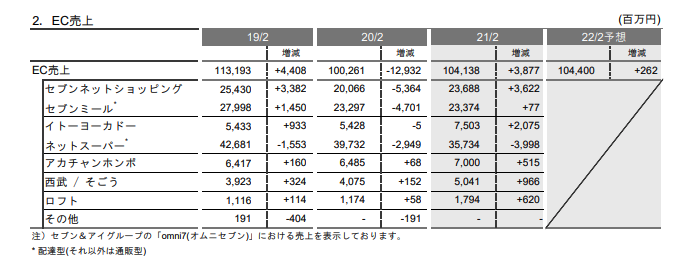 2. EC売上 (百万円)
19/2 20/2 21/2 22/2予想
増減 増減 増減 増減
EC売上 113,193 +4,408 100,261 -12,932 104,138 +3,877 104,400 +262
セブンネットショッピング 25,430 +3,382 20,066 -5,364 23,688 +3,622
セブンミール* 27,998 +1,450 23,297 -4,701 23,374 +77
イトーヨーカドー 5,433 +933 5,428 -5 7,503 +2,075
ネットスーパー* 42,681 -1,553 39,732 -2,949 35,734 -3,998
アカチャンホンポ 6,417 +160 6,485 +68 7,000 +515
西武 / そごう 3,923 +324 4,075 +152 5,041 +966
ロフト 1,116 +114 1,174 +58 1,794 +620
その他 191 -404 - -191 - -
注）セブン＆アイグループの「omni7(オムニセブン)」における売上を表示しております。
* 配達型(それ以外は通販型)